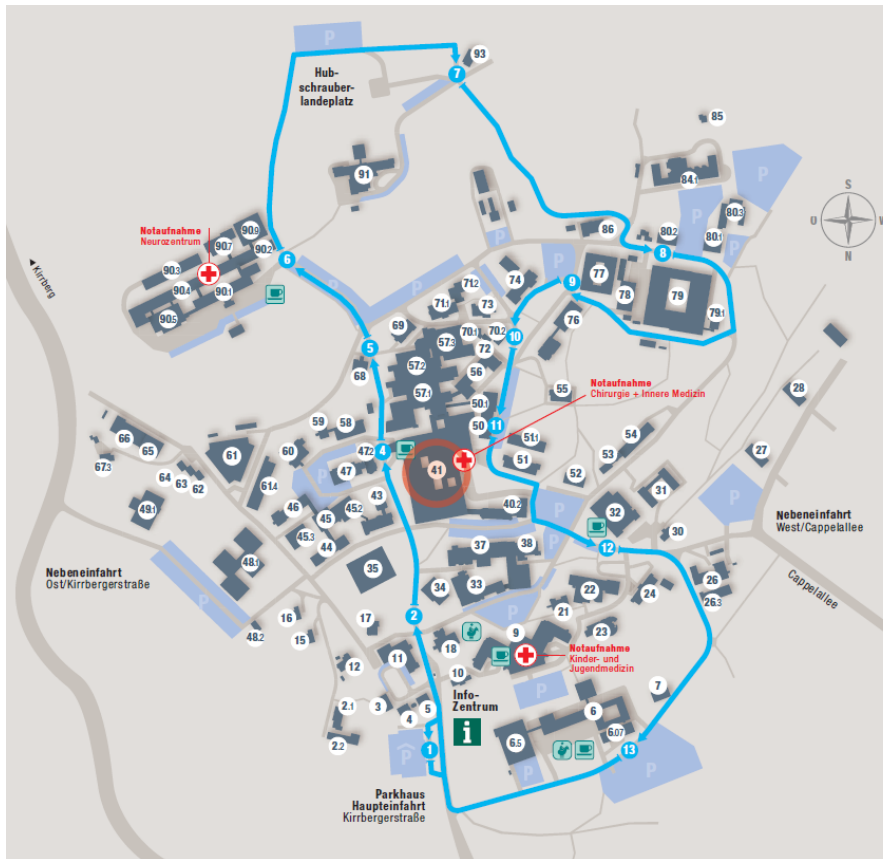 P
93
Hub-
schrauber-
landeplatz
7
P
85
91
84.1
P
S
O
W
N
80.3
P
80.2
80.1
86
8
90.9
90.7
90.2
Notaufnahme
Neurozentrum
90.3
90.4
90.1
90.5
6
P
Kirrberg
77
78
79
79.1
9
P
74
71.2
71.1
73
76
69
70.1
70.2
10
57.3
72
5
68
57.2
56
57.1
50.1
55
Notaufnahme
Chirurgie + Innere Medizin
28
59
58
50
11
54
27
66
65
61
60
47.2
4
41
51.1
51
53
67.3
64
63
62
61.4
P
47
52
31
49.1
46
45
45.2
43
40.2
32
P
45.3
44
P
30
Nebeneinfahrt
West/Cappelallee
48.1
37
38
P
12
Nebeneinfahrt
Ost/Kirrbergerstraße
35
26
P
34
33
22
24
26.3
Cappelallee
16
17
2
P
21
48.2
15
18
9
23
12
11
10
Notaufnahme
Kinder- und
Jugendmedizin
Info-
Zentrum
i
P
7
2.1
3
5
4
6
2.2
1
P
6.5
6.07
13
P
P
Parkhaus
Haupteinfahrt
Kirrbergerstraße